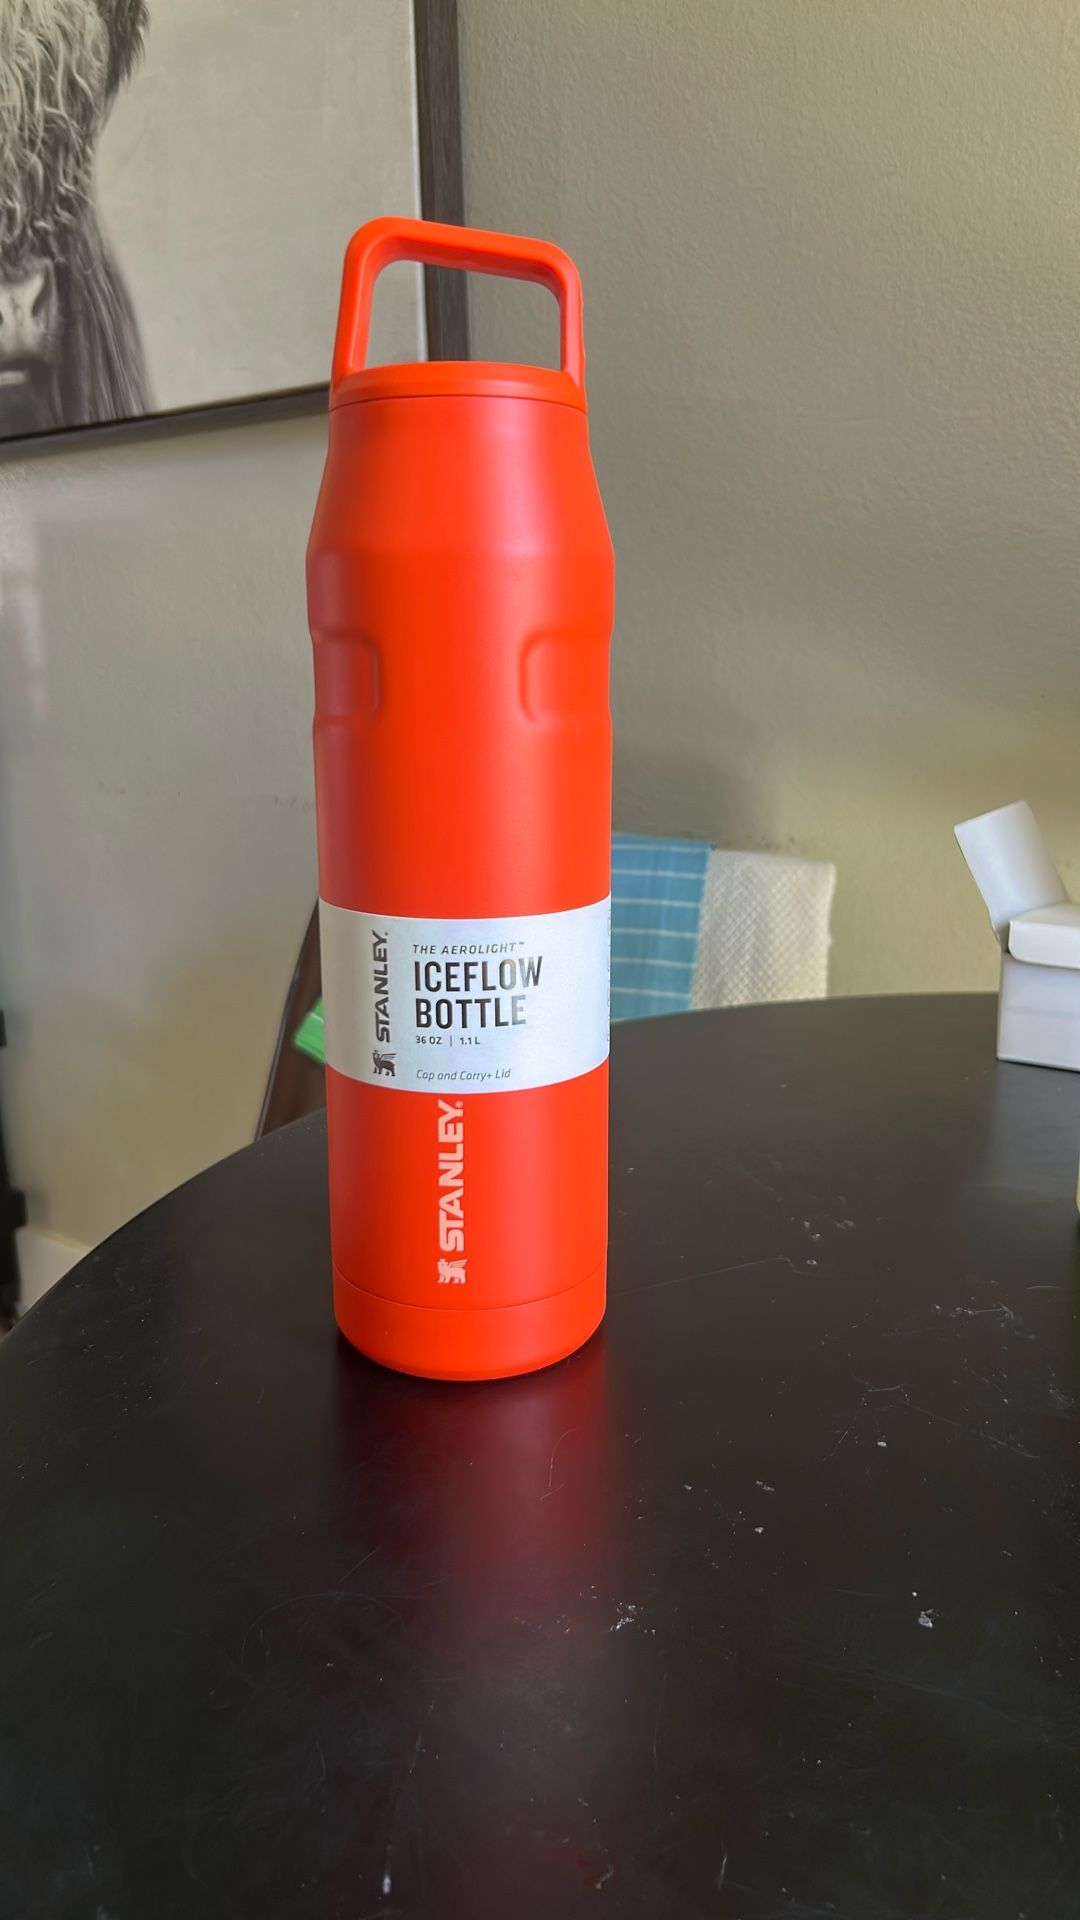 STANLEY.
THE AEROLIGHT™
ICEFLOW
BOTTLE
36 OZ | 1.1 L
Cap and Carry+ Lid
STANLEY®